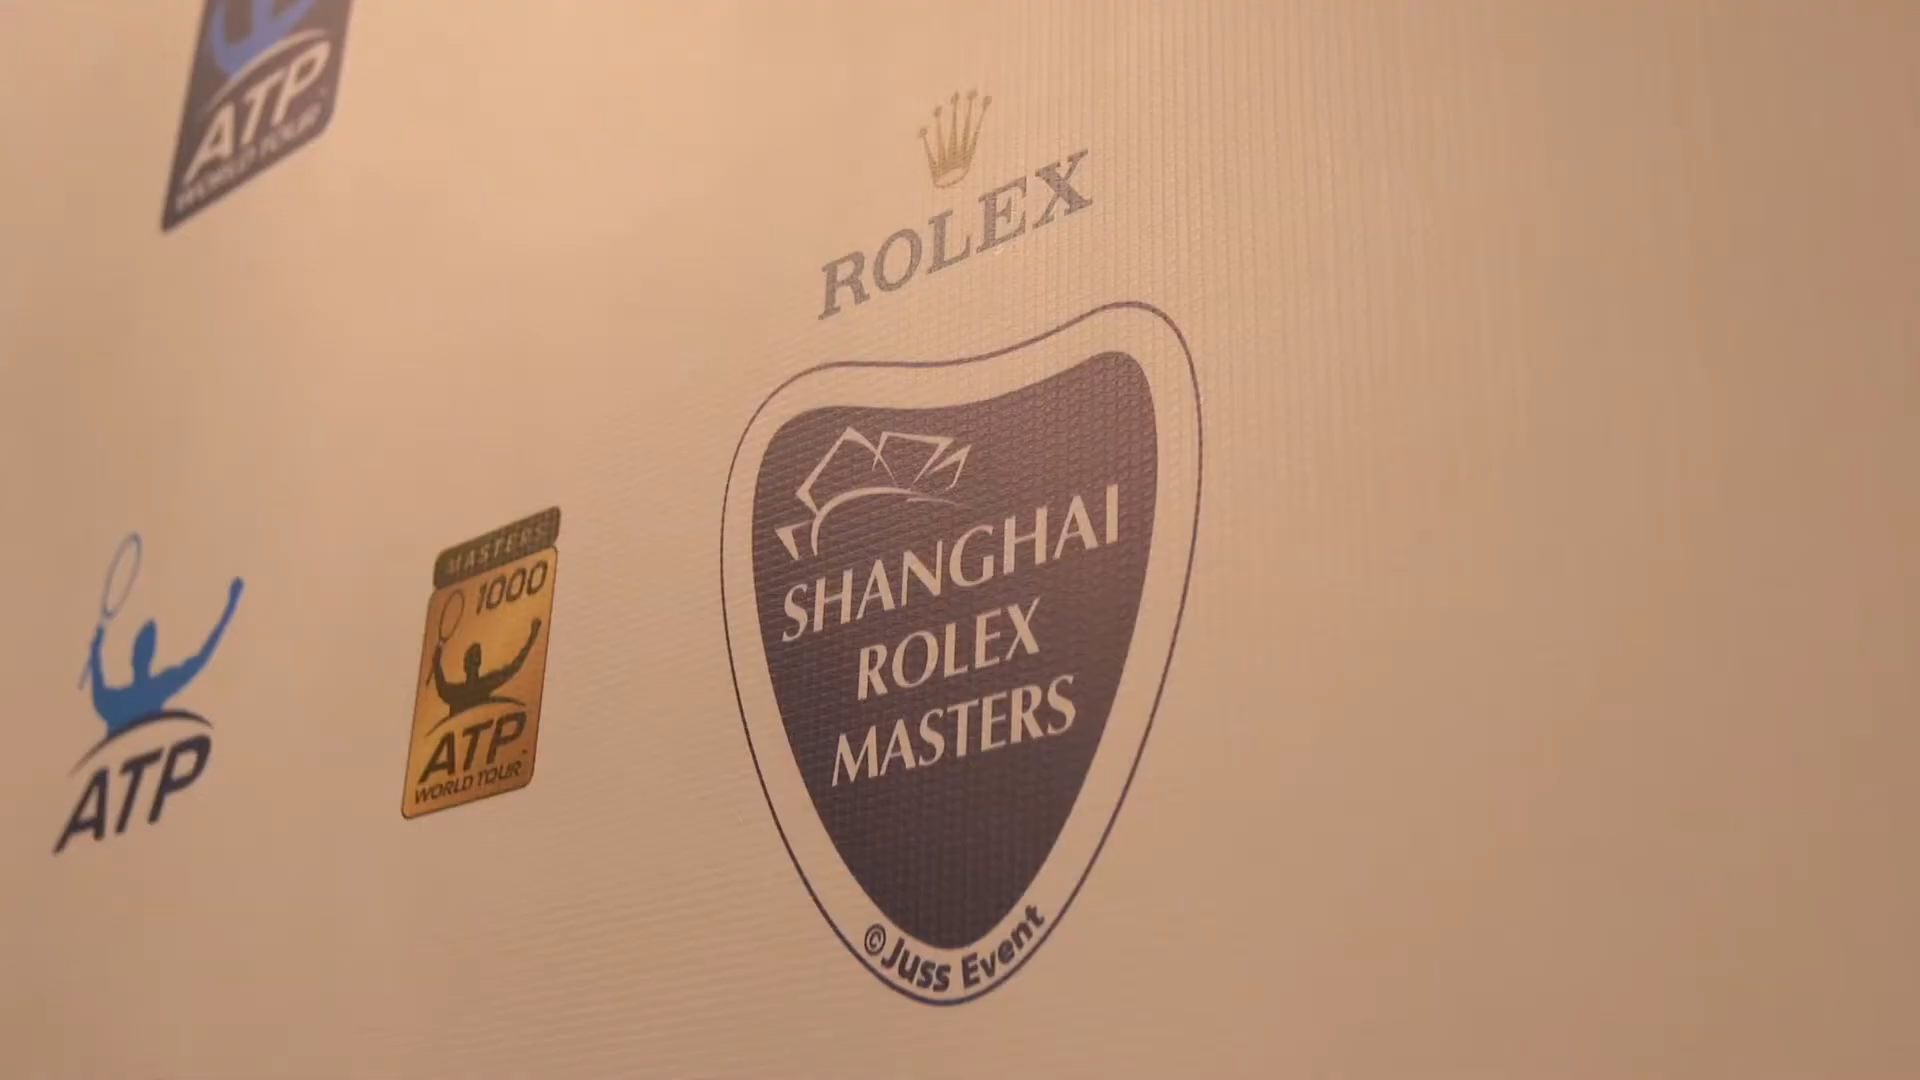 ATP
WORLD TOUR
ROLEX
SHANGHAI
ROLEX
MASTERS
© Juss Event
MASTERS
1000
ATP
WORLD TOUR
ATP